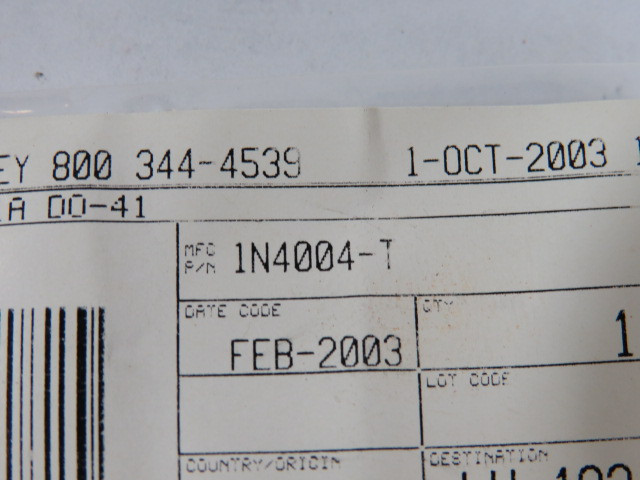 EY 800 344-4539 1-OCT-2003
A DO-41
MFG P/N 1N4004-T
DATE CODE QTY
FEB-2003 1
LOT CODE
COUNTRY/ORIGIN DESTINATION